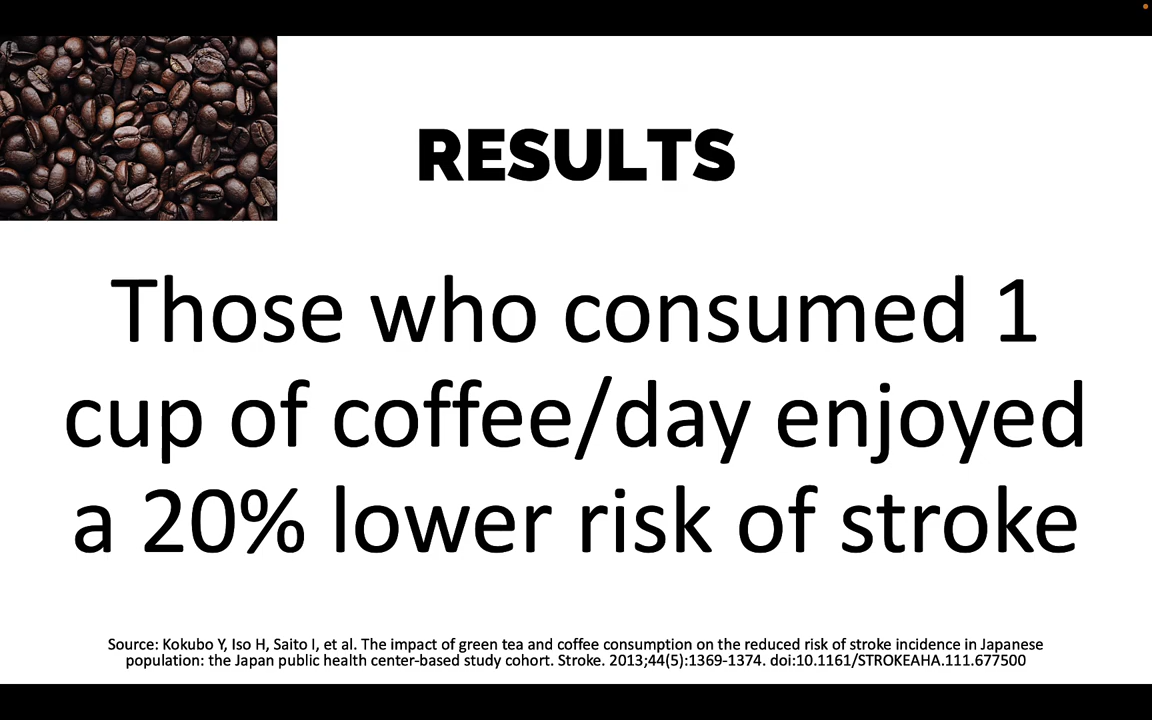 RESULTS
Those who consumed 1
cup of coffee/day enjoyed
a 20% lower risk of stroke
Source: Kokubo Y, Iso H, Saito I, et al. The impact of green tea and coffee consumption on the reduced risk of stroke incidence in Japanese
population: the Japan public health center-based study cohort. Stroke. 2013;44(5):1369-1374. doi:10.1161/STROKEAHA.111.677500